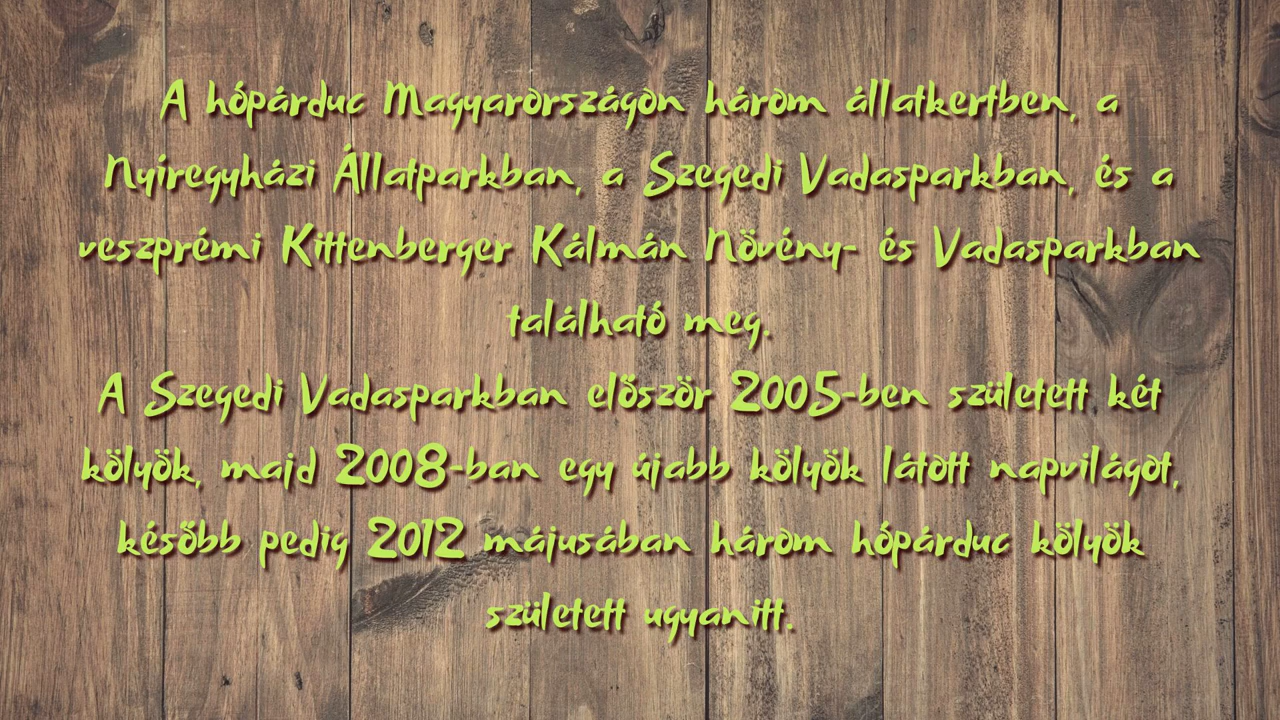 A hópárduc Magyarországon három állatkertben, a
Nyíregyházi Állatparkban, a Szegedi Vadasparkban, és a
veszprémi Kittenberger Kálmán Növény- és Vadasparkban
található meg.
A Szegedi Vadasparkban először 2005-ben született két
kölyök, majd 2008-ban egy újabb kölyök látott napvilágot,
később pedig 2012 májusában három hópárduc kölyök
született ugyanitt.